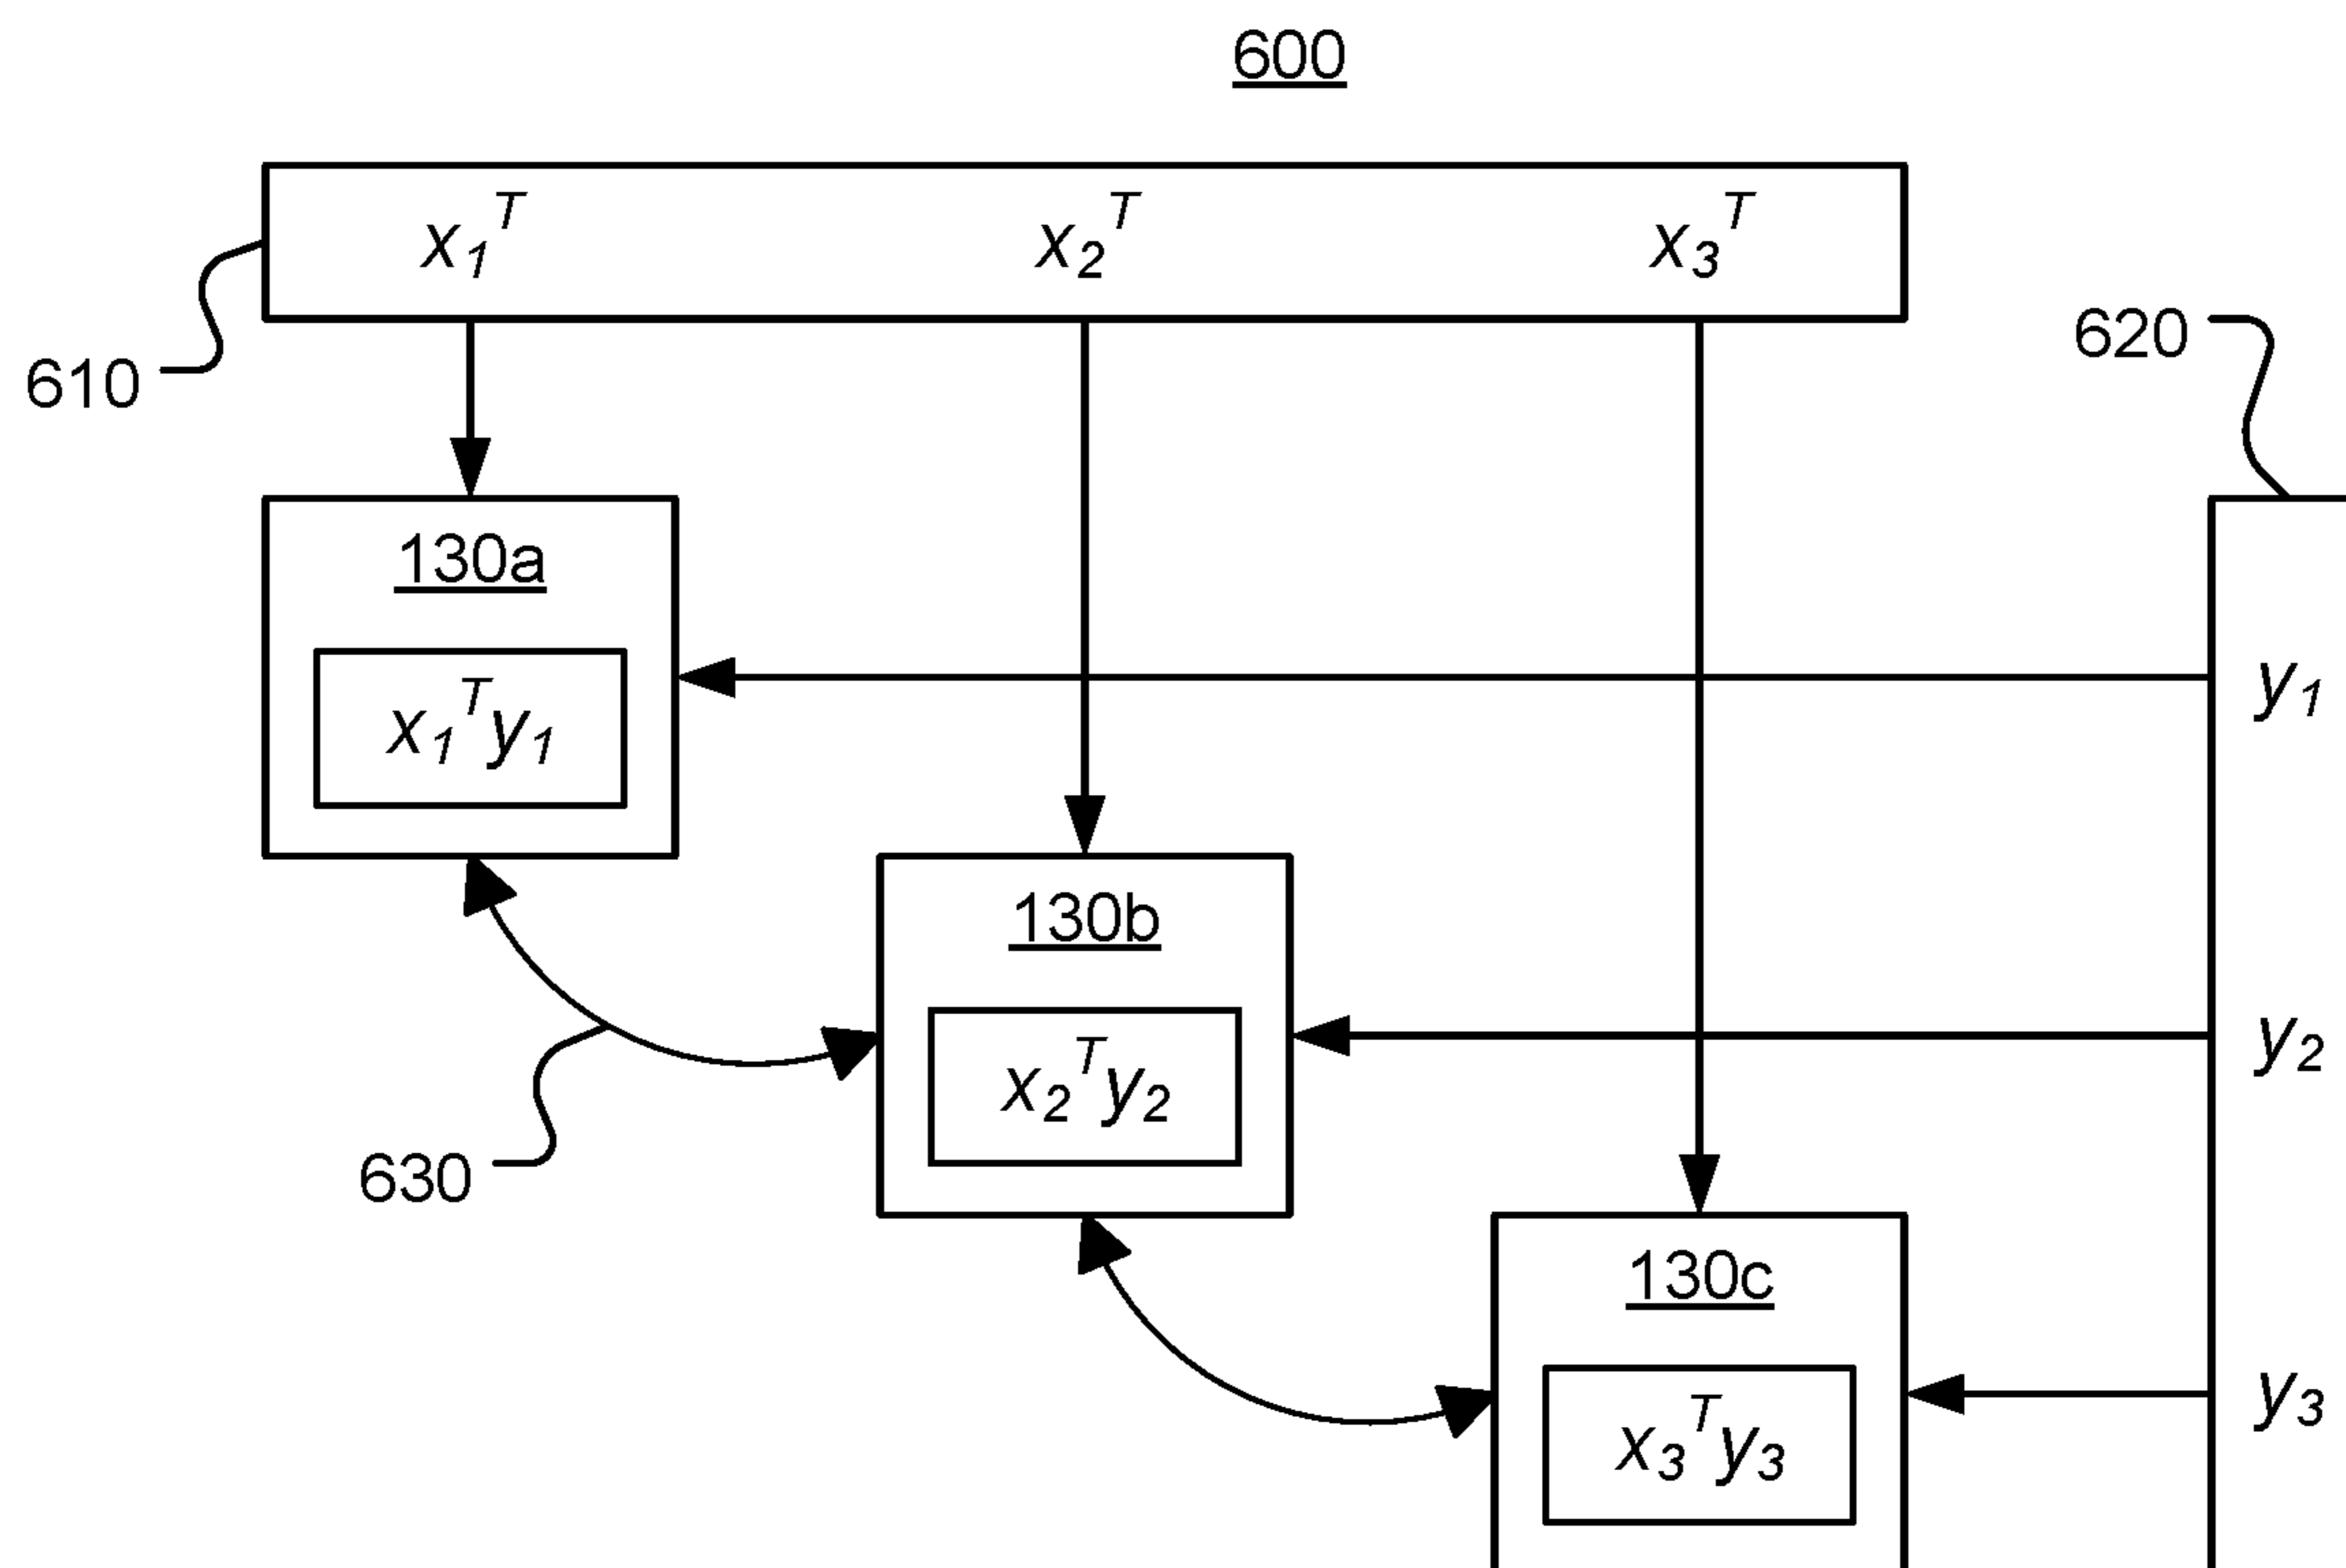 600
x₁ᵀ x₂ᵀ x₃ᵀ
610
620
130a
y₁
x₁ᵀy₁
130b
y₂
x₂ᵀy₂
630
130c
y₃
x₃ᵀy₃